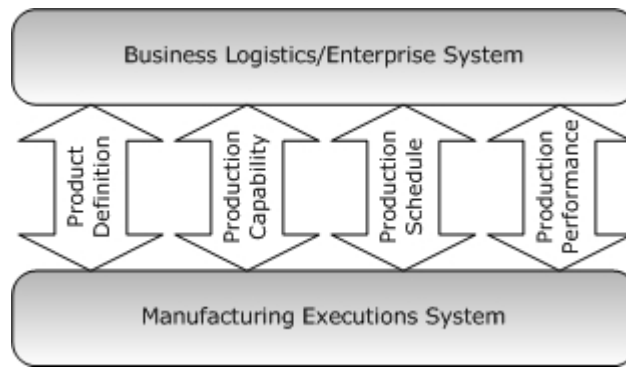 Business Logistics/Enterprise System
Product
Definition
Production
Capability
Production
Schedule
Production
Performance
Manufacturing Executions System